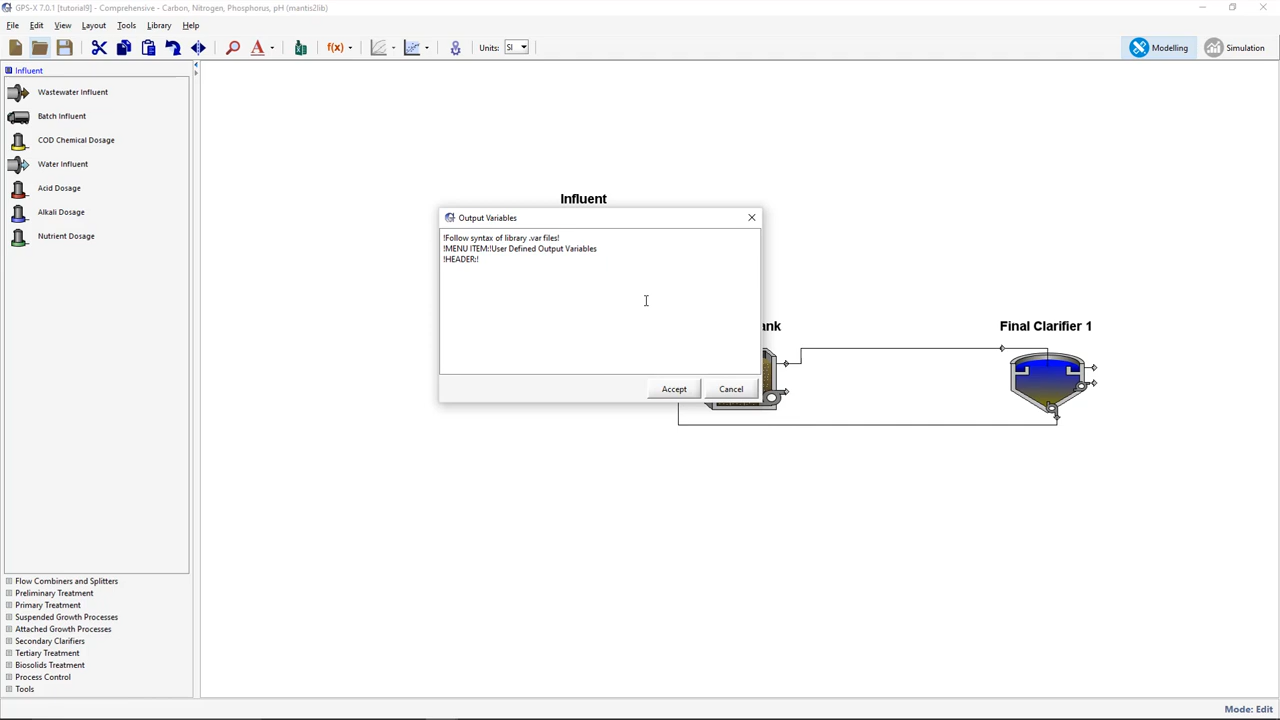 GPS-X 7.0.1 [tutorial9] - Comprehensive - Carbon, Nitrogen, Phosphorus, pH (mantis2lib)
File Edit View Layout Tools Library Help
A f(x) Units: SI Modelling Simulation
Influent
Wastewater Influent
Batch Influent
COD Chemical Dosage
Water Influent
Acid Dosage
Alkali Dosage
Nutrient Dosage
Flow Combiners and Splitters
Preliminary Treatment
Primary Treatment
Suspended Growth Processes
Attached Growth Processes
Secondary Clarifiers
Tertiary Treatment
Biosolids Treatment
Process Control
Tools
Influent
Output Variables
!Follow syntax of library .var files!
!MENU ITEM:!User Defined Output Variables
!HEADER:!
Accept Cancel
ank
Final Clarifier 1
Mode: Edit